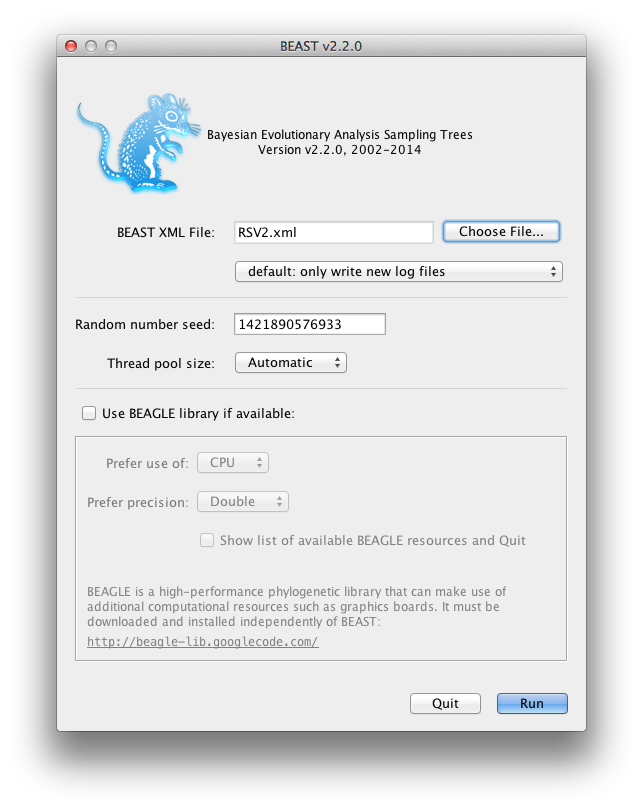 BEAST v2.2.0
Bayesian Evolutionary Analysis Sampling Trees
Version v2.2.0, 2002-2014
BEAST XML File: RSV2.xml Choose File...
default: only write new log files
Random number seed: 1421890576933
Thread pool size: Automatic
Use BEAGLE library if available:
Prefer use of: CPU
Prefer precision: Double
Show list of available BEAGLE resources and Quit
BEAGLE is a high-performance phylogenetic library that can make use of
additional computational resources such as graphics boards. It must be
downloaded and installed independently of BEAST:
http://beagle-lib.googlecode.com/
Quit Run